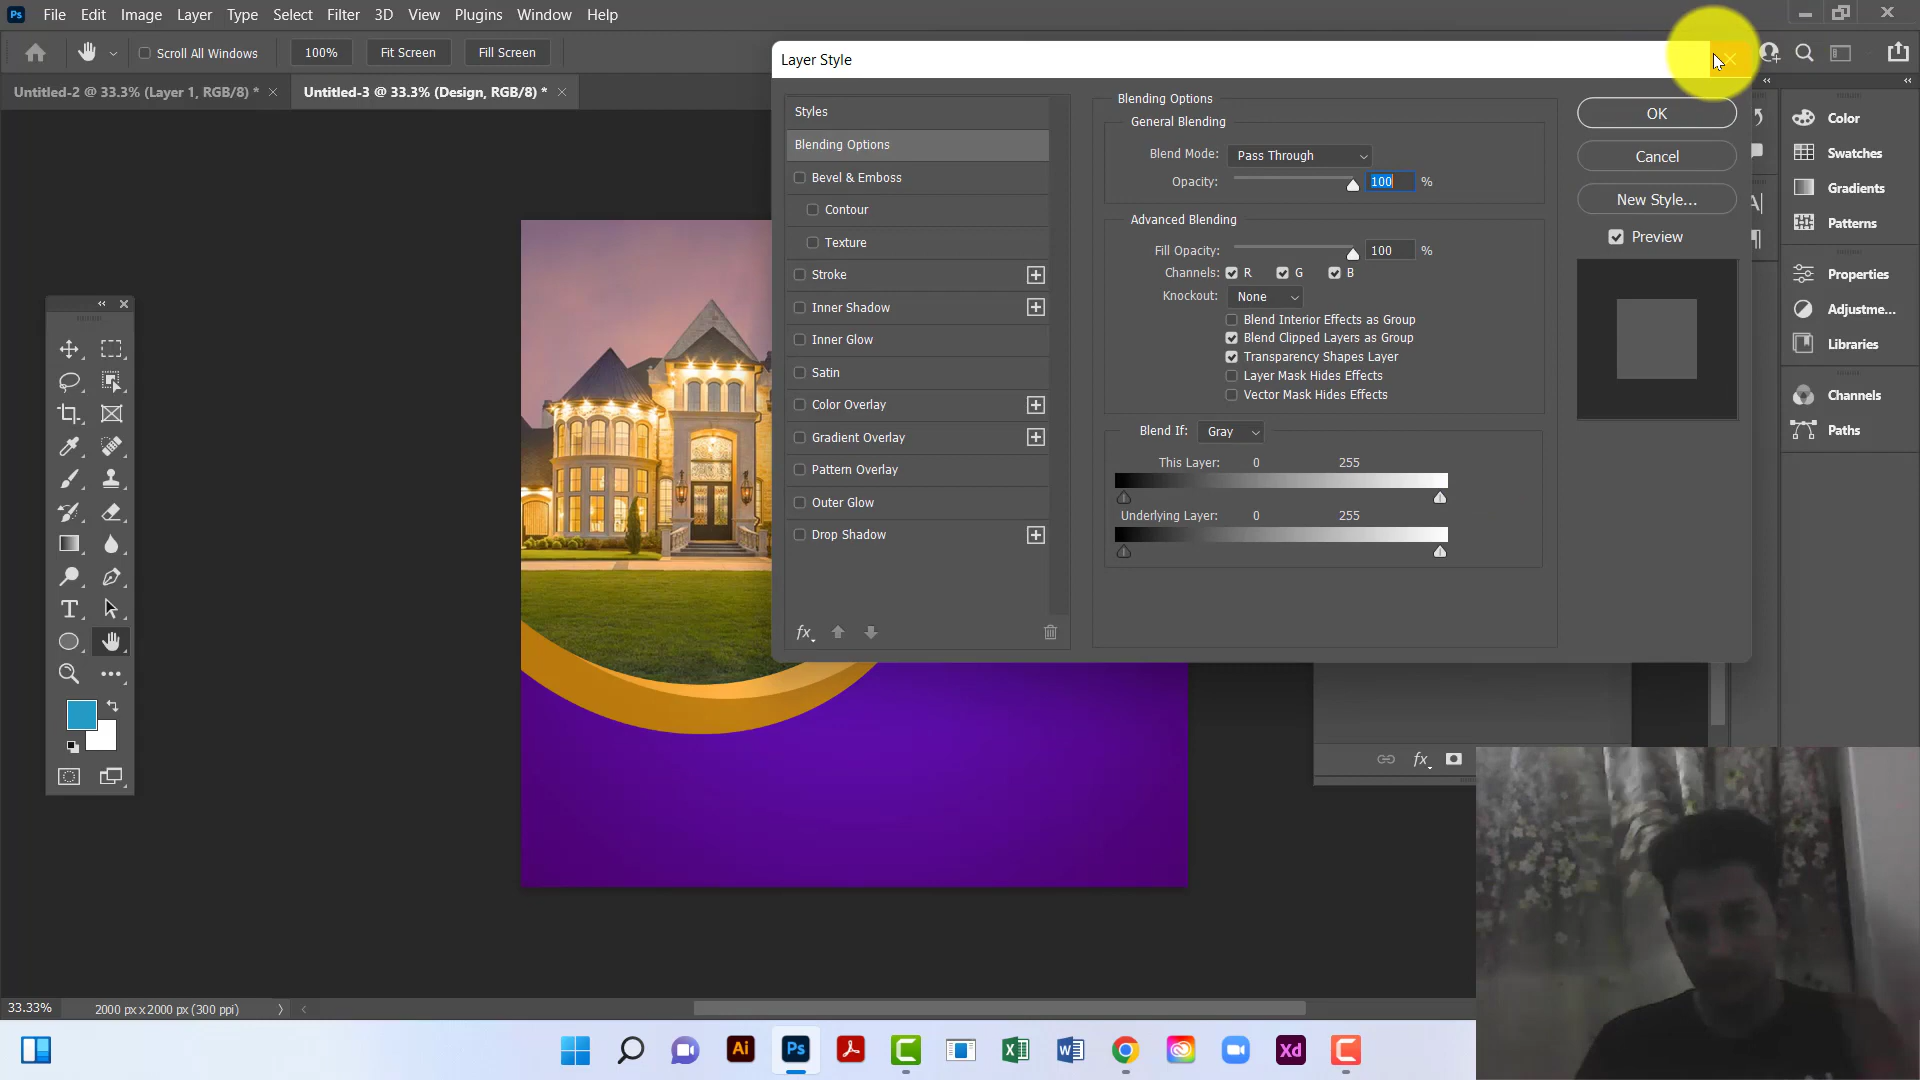 Ps File Edit Image Layer Type Select Filter 3D View Plugins Window Help
Scroll All Windows 100% Fit Screen Fill Screen
Untitled-2 @ 33.3% (Layer 1, RGB/8) * Untitled-3 @ 33.3% (Design, RGB/8) *
Layer Style
Styles
Blending Options
Bevel & Emboss
Contour
Texture
Stroke
Inner Shadow
Inner Glow
Satin
Color Overlay
Gradient Overlay
Pattern Overlay
Outer Glow
Drop Shadow
fx
Blending Options
General Blending
Blend Mode: Pass Through
Opacity: 100 %
Advanced Blending
Fill Opacity: 100 %
Channels: R G B
Knockout: None
Blend Interior Effects as Group
Blend Clipped Layers as Group
Transparency Shapes Layer
Layer Mask Hides Effects
Vector Mask Hides Effects
Blend If: Gray
This Layer: 0 255
Underlying Layer: 0 255
OK
Cancel
New Style...
Preview
Color
Swatches
Gradients
Patterns
Properties
Adjustme...
Libraries
Channels
Paths
fx
33.33% 2000 px x 2000 px (300 ppi)
Ai Ps Xd